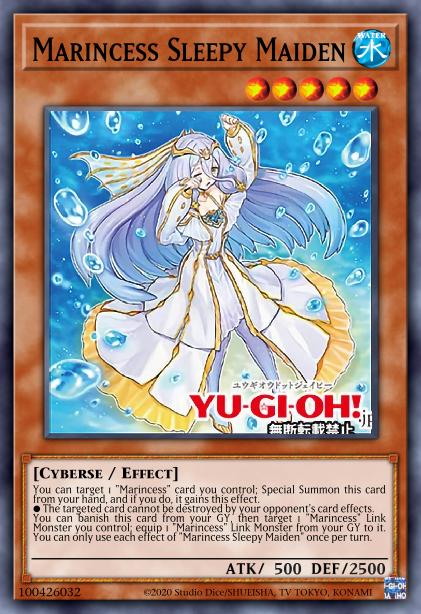 MARINCESS SLEEPY MAIDEN
WATER
水
ユウギオウドットジェイピー
YU-GI-OH!
無断転載禁止
[CYBERSE / EFFECT]
You can target 1 "Marincess" card you control; Special Summon this card
from your hand, and if you do, it gains this effect.
●The targeted card cannot be destroyed by your opponent's card effects.
You can banish this card from your GY, then target 1 "Marincess" Link
Monster you control; equip 1 "Marincess" Link Monster from your GY to it.
You can only use each effect of "Marincess Sleepy Maiden" once per turn.
ATK/ 500 DEF/2500
100426032
©2020 Studio Dice/SHUEISHA, TV TOKYO, KONAMI